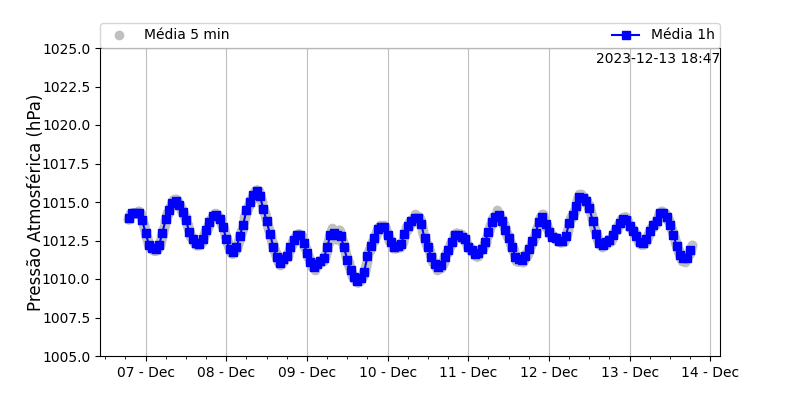 Média 5 min
Média 1h
2023-12-13 18:47
Pressão Atmosférica (hPa)
1025.0
1022.5
1020.0
1017.5
1015.0
1012.5
1010.0
1007.5
1005.0
07 - Dec
08 - Dec
09 - Dec
10 - Dec
11 - Dec
12 - Dec
13 - Dec
14 - Dec